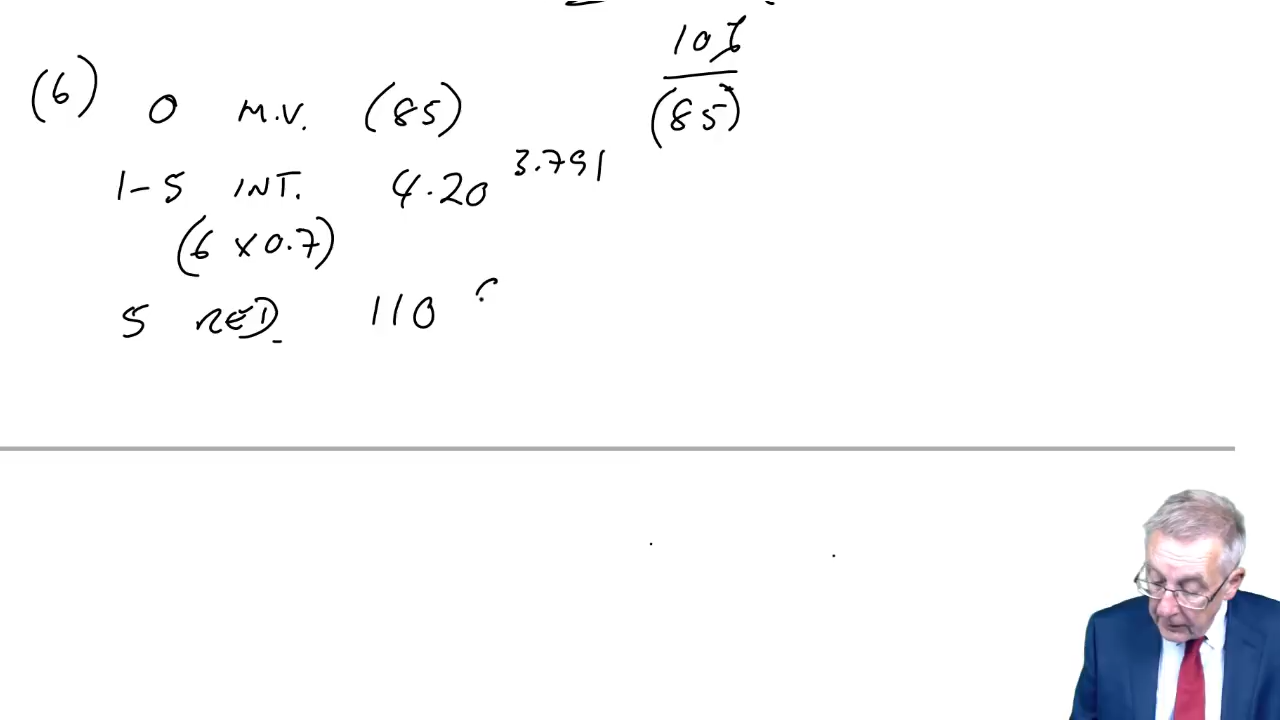 10%
(6) 0 M.V. (85) (85)
1-5 INT. 4.20 3.791
(6 x 0.7)
5 RED. 110